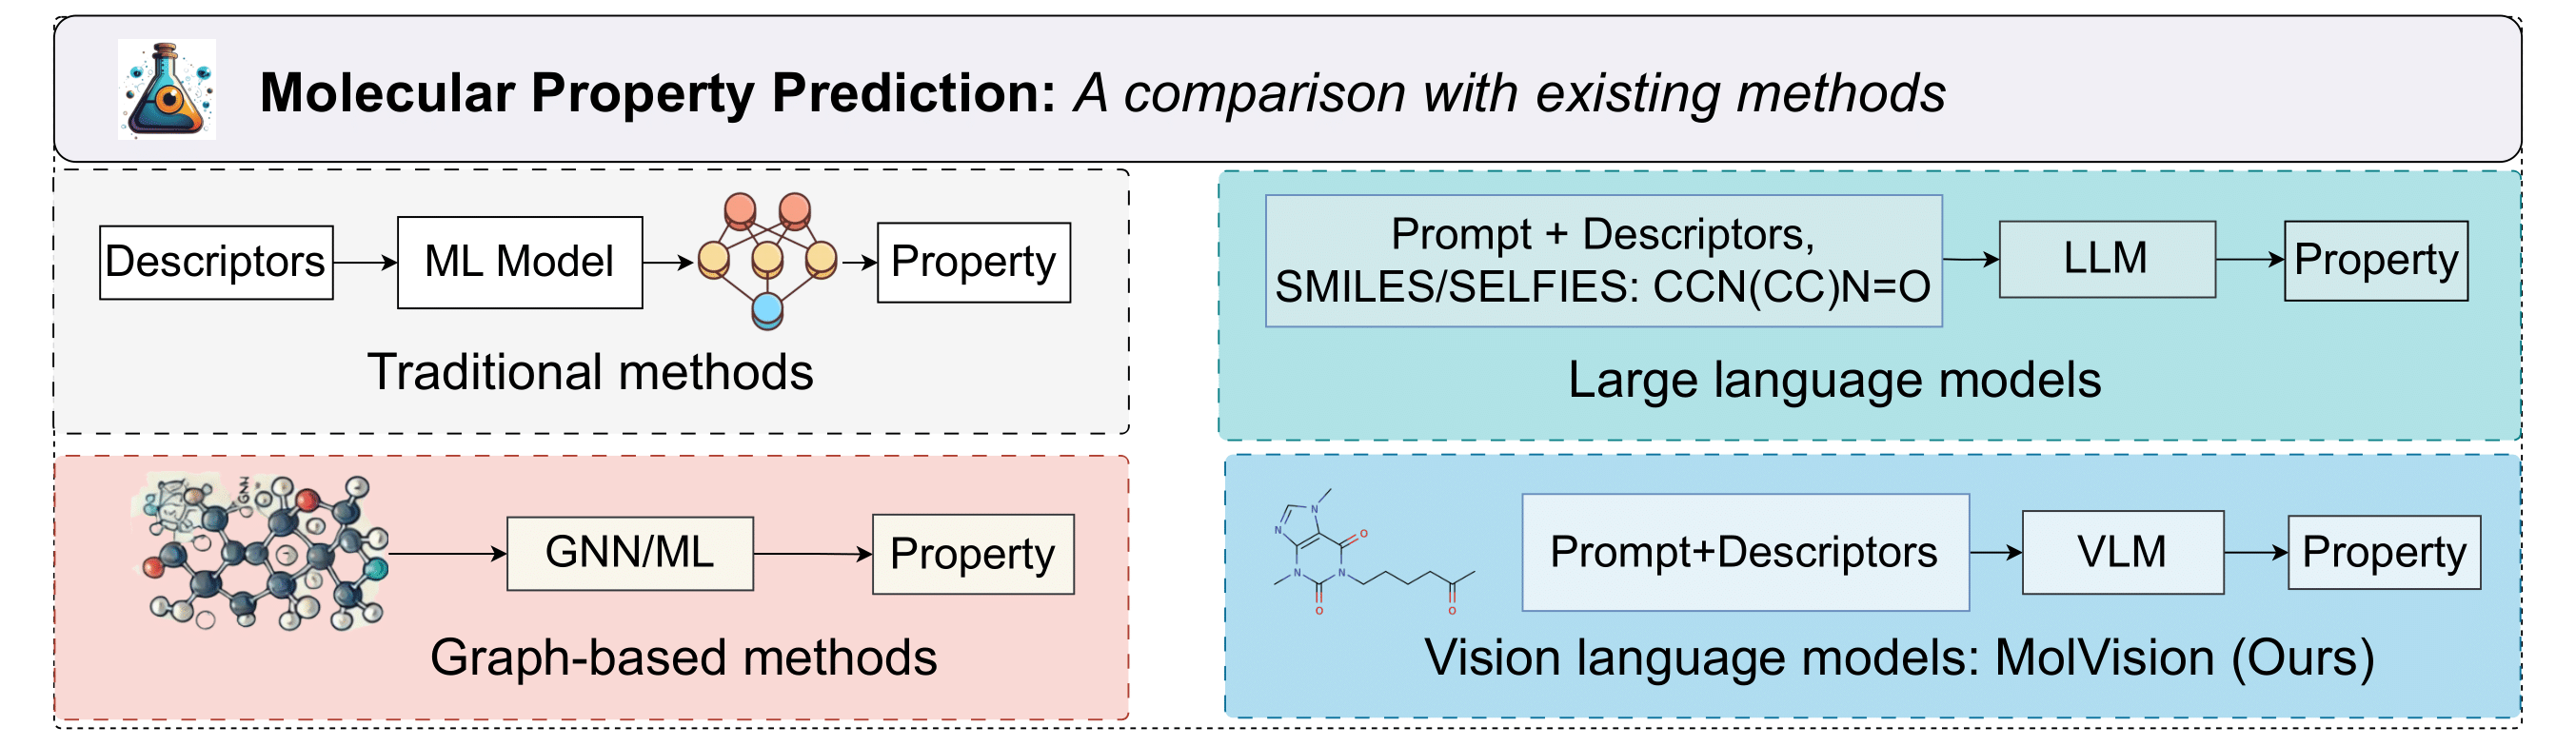 Molecular Property Prediction: A comparison with existing methods
Descriptors
ML Model
Property
Traditional methods
Prompt + Descriptors,
SMILES/SELFIES: CCN(CC)N=O
LLM
Property
Large language models
GNN
GNN/ML
Property
Graph-based methods
N
N
N
N
O
O
O
Prompt+Descriptors
VLM
Property
Vision language models: MolVision (Ours)